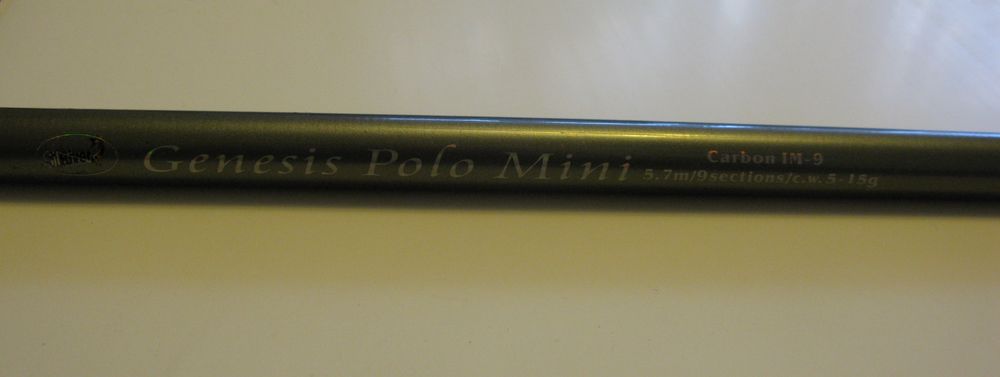 Genesis Polo Mini
Carbon IM-9
5.7m/9sections/c.w. 5-15g